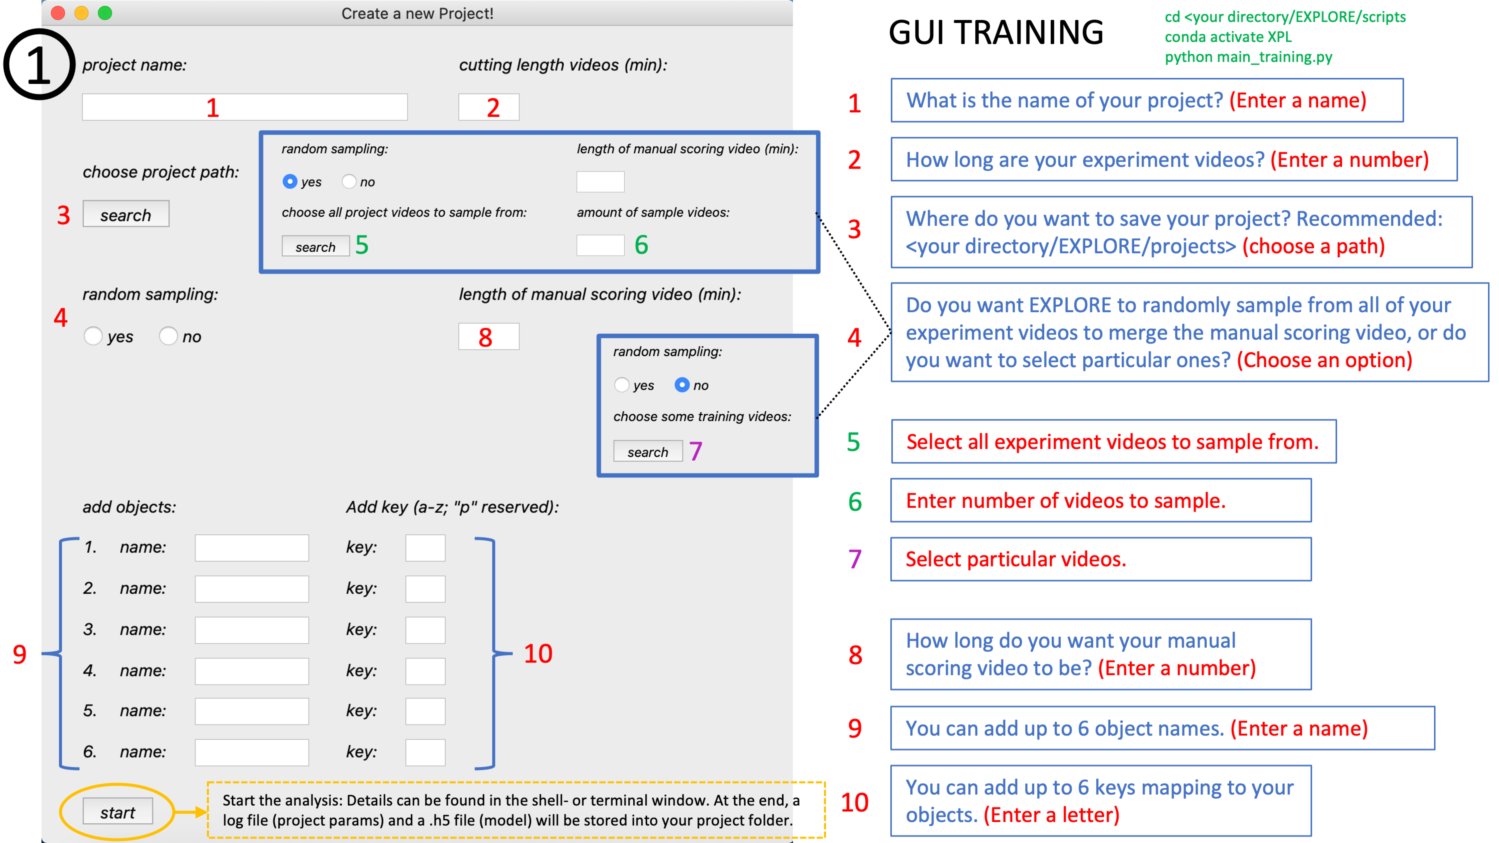 Create a new Project!
1
project name:
cutting length videos (min):
1
2
choose project path:
3
search
random sampling:
length of manual scoring video (min):
yes
no
choose all project videos to sample from:
amount of sample videos:
search
5
6
random sampling:
length of manual scoring video (min):
4
yes
no
8
random sampling:
yes
no
choose some training videos:
search
7
add objects:
Add key (a-z; "p" reserved):
1. name:
key:
2. name:
key:
3. name:
key:
4. name:
key:
5. name:
key:
6. name:
key:
9
10
start
Start the analysis: Details can be found in the shell- or terminal window. At the end, a
log file (project params) and a .h5 file (model) will be stored into your project folder.
GUI TRAINING
cd <your directory/EXPLORE/scripts
conda activate XPL
python main_training.py
1
What is the name of your project? (Enter a name)
2
How long are your experiment videos? (Enter a number)
3
Where do you want to save your project? Recommended:
<your directory/EXPLORE/projects> (choose a path)
4
Do you want EXPLORE to randomly sample from all of your
experiment videos to merge the manual scoring video, or do
you want to select particular ones? (Choose an option)
5
Select all experiment videos to sample from.
6
Enter number of videos to sample.
7
Select particular videos.
8
How long do you want your manual
scoring video to be? (Enter a number)
9
You can add up to 6 object names. (Enter a name)
10
You can add up to 6 keys mapping to your
objects. (Enter a letter)